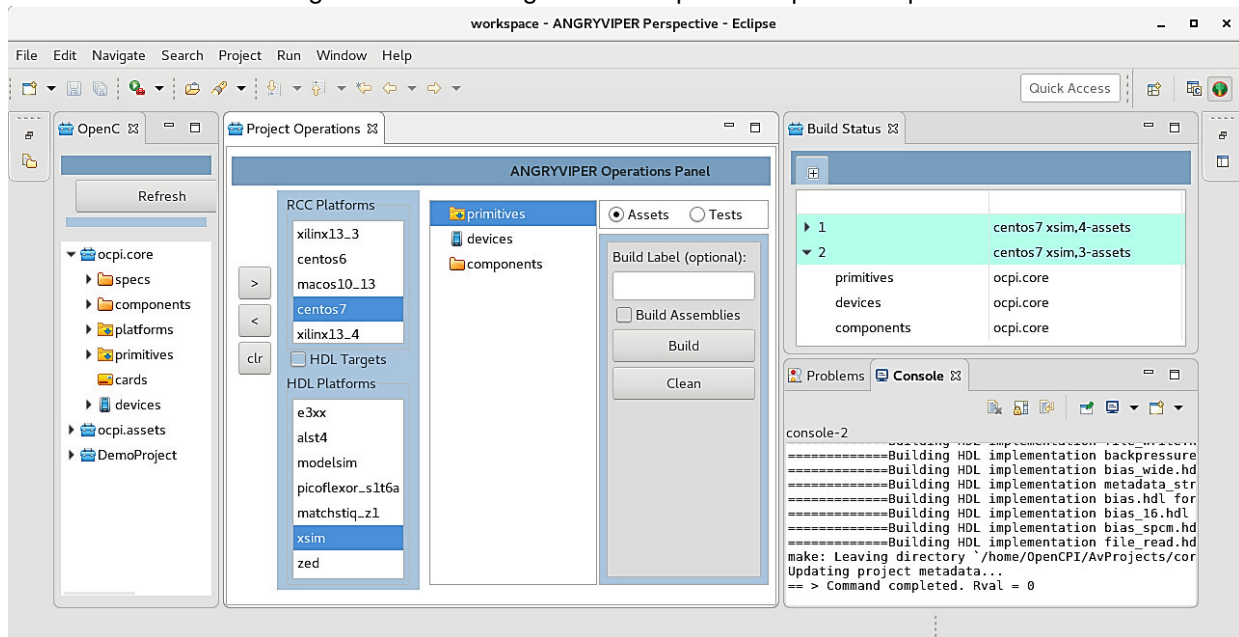 workspace - ANGRYVIPER Perspective - Eclipse
File Edit Navigate Search Project Run Window Help
Quick Access
OpenC
Refresh
ocpi.core
specs
components
platforms
primitives
cards
devices
ocpi.assets
DemoProject
Project Operations
ANGRYVIPER Operations Panel
>
<
clr
RCC Platforms
xilinx13_3
centos6
macos10_13
centos7
xilinx13_4
HDL Targets
HDL Platforms
e3xx
alst4
modelsim
picoflexor_s1t6a
matchstiq_z1
xsim
zed
primitives
devices
components
Assets Tests
Build Label (optional):
Build Assemblies
Build
Clean
Build Status
1 centos7 xsim,4-assets
2 centos7 xsim,3-assets
primitives ocpi.core
devices ocpi.core
components ocpi.core
Problems Console
console-2
=============Building HDL implementation
=============Building HDL implementation backpressure
=============Building HDL implementation bias_wide.hd
=============Building HDL implementation metadata_str
=============Building HDL implementation bias.hdl for
=============Building HDL implementation bias_16.hdl
=============Building HDL implementation bias_spcm.hd
=============Building HDL implementation file_read.hd
make: Leaving directory `/home/OpenCPI/AvProjects/cor
Updating project metadata...
== > Command completed. Rval = 0